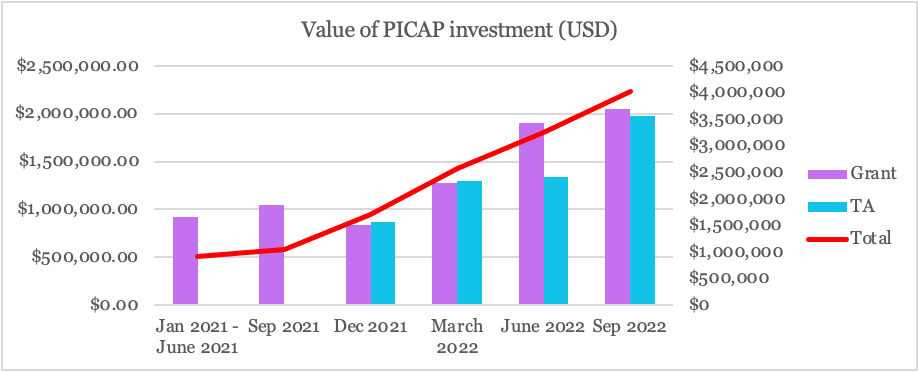 Value of PICAP investment (USD)
$2,500,000.00
$2,000,000.00
$1,500,000.00
$1,000,000.00
$500,000.00
$0.00
$4,500,000
$4,000,000
$3,500,000
$3,000,000
$2,500,000
$2,000,000
$1,500,000
$1,000,000
$500,000
$0
Jan 2021 -
June 2021
Sep 2021
Dec 2021
March
2022
June 2022
Sep 2022
Grant
TA
Total